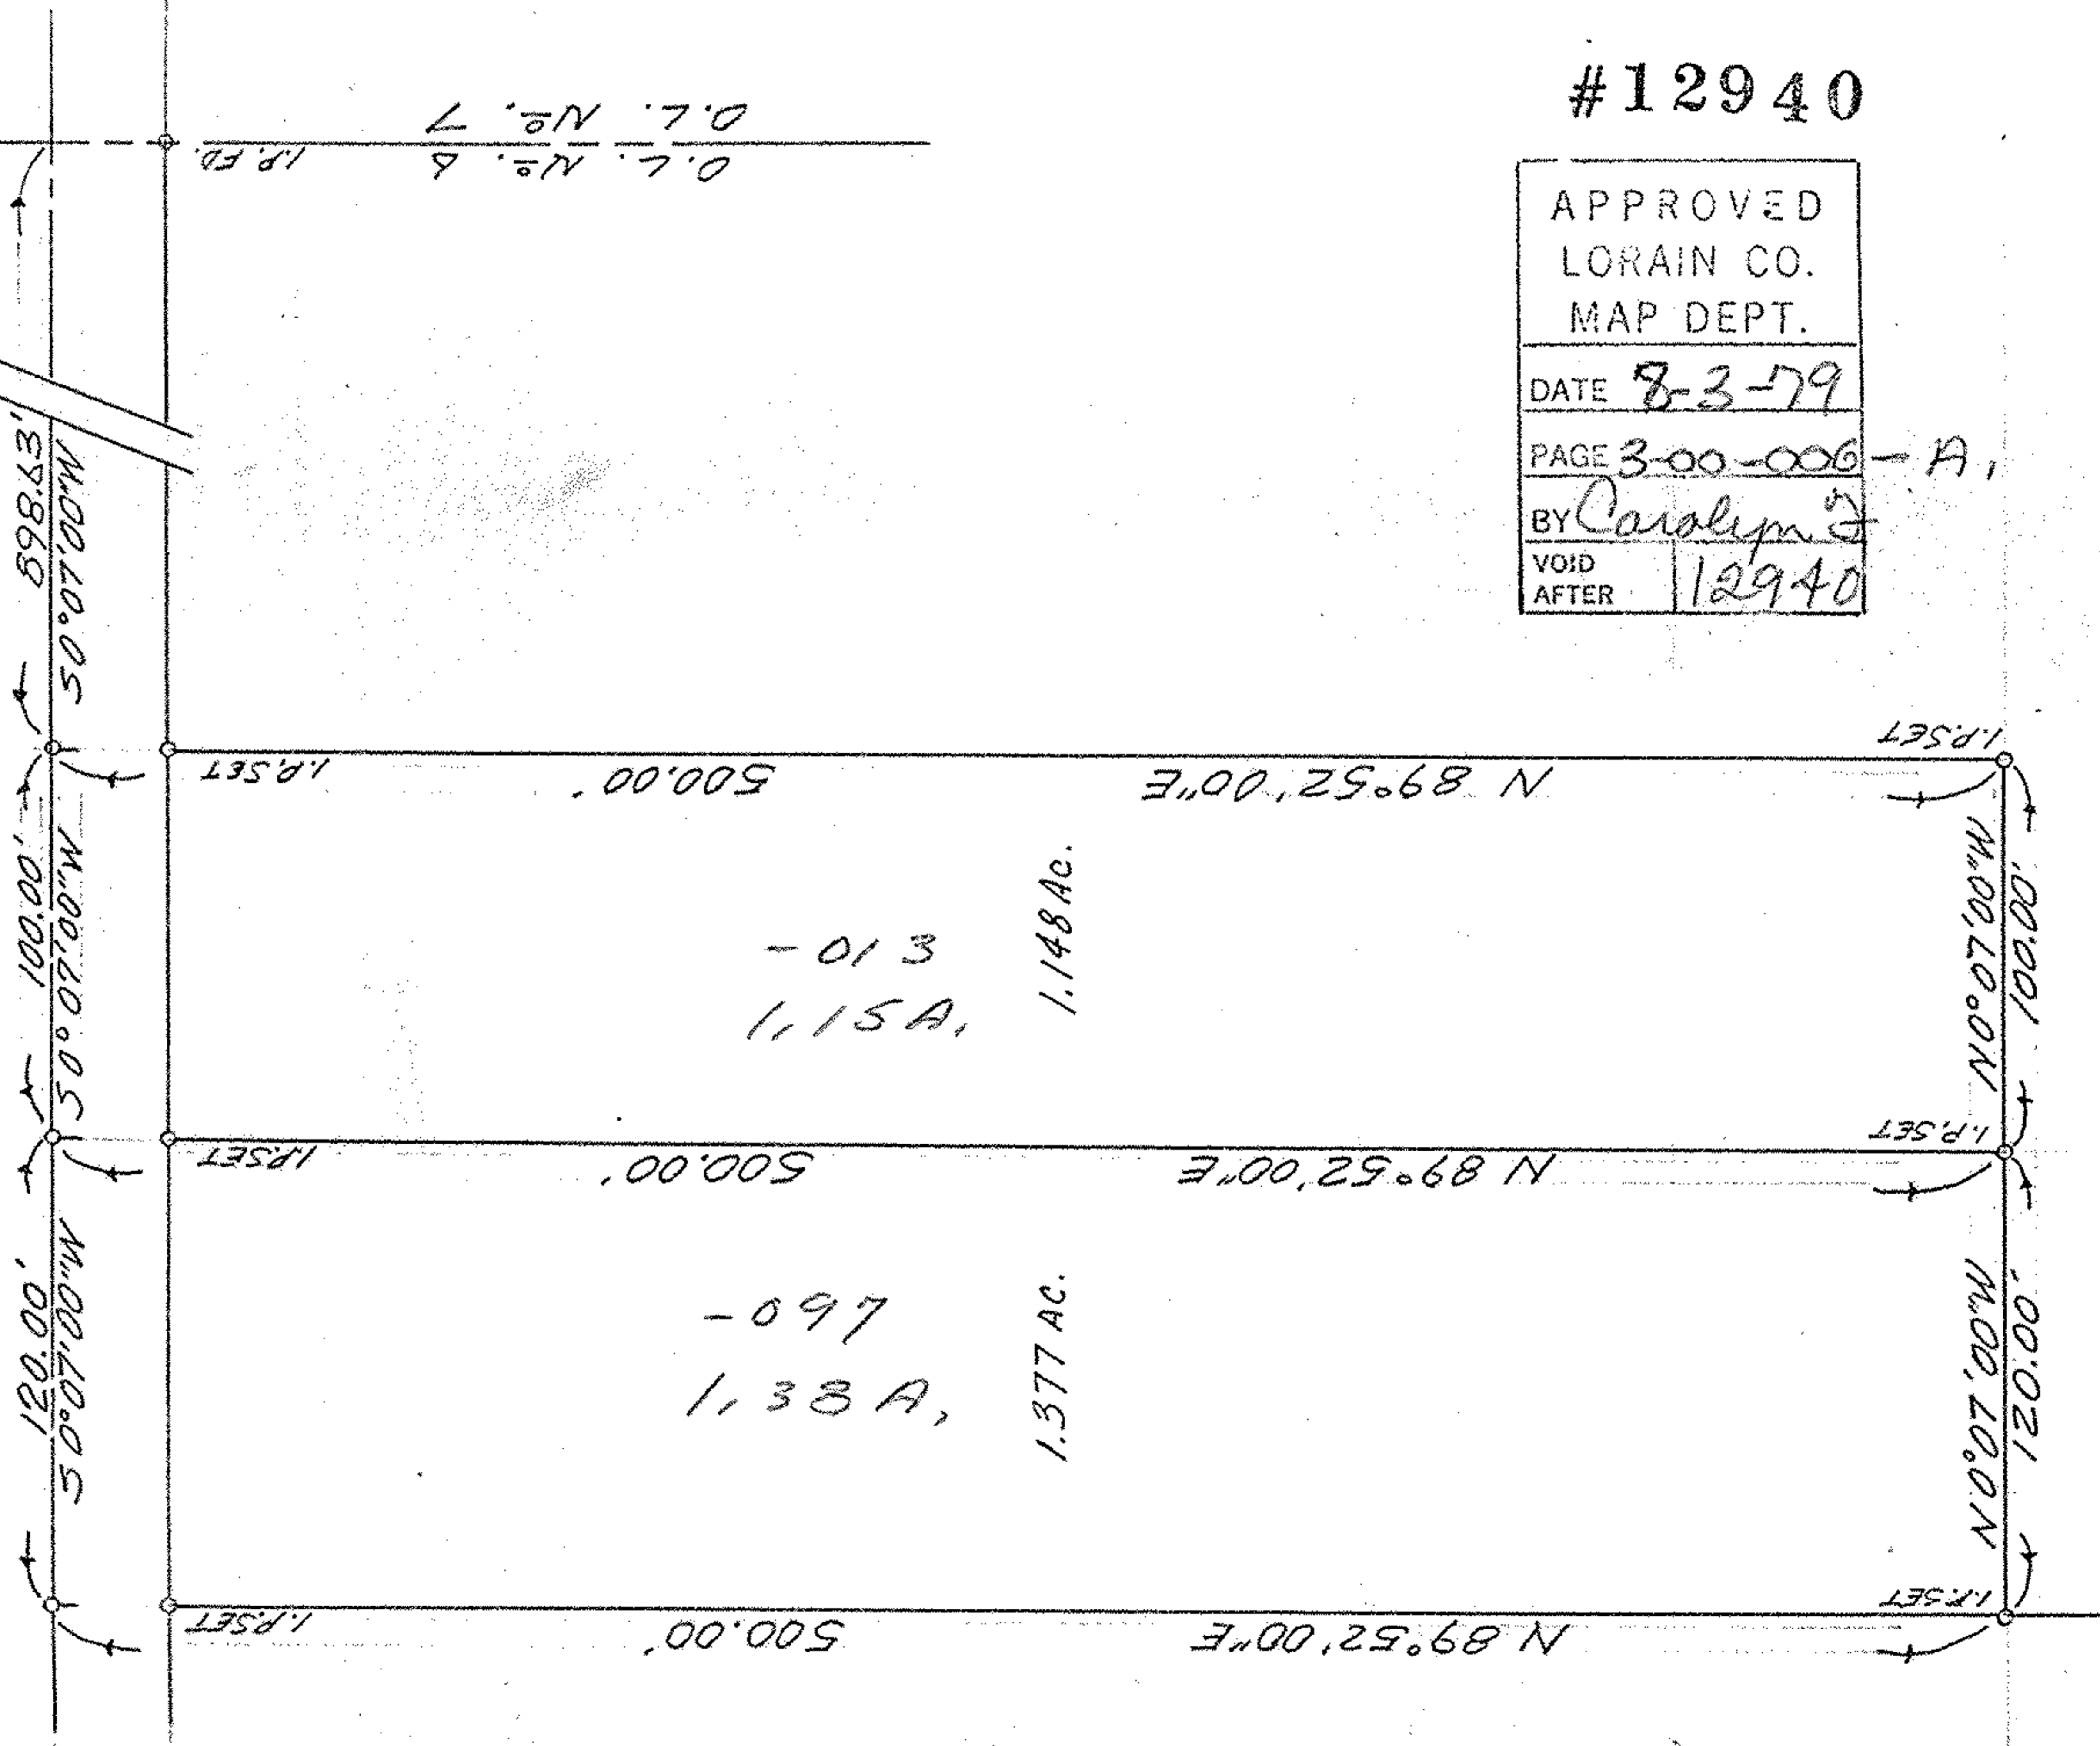 #12940
APPROVED
LORAIN CO.
MAP DEPT.
DATE 8-3-79
PAGE 3-00-006-A,
BY Carolyn F
VOID AFTER 12940
O.L. No. 7
O.L. No. 6
I.P. FD.
898.63'
S 0°07'00"W
I.P.SET
500.00'
N 89°52'00"E
I.P.SET
100.00'
S 0°07'00"W
-013
1.15A.
1.148 AC.
N 0°07'00"W
100.00'
I.P.SET
500.00'
N 89°52'00"E
I.P.SET
120.00'
S 0°07'00"W
-097
1.38 A.
1.377 AC.
N 0°07'00"W
120.00'
I.P.SET
500.00'
N 89°52'00"E
I.P.SET